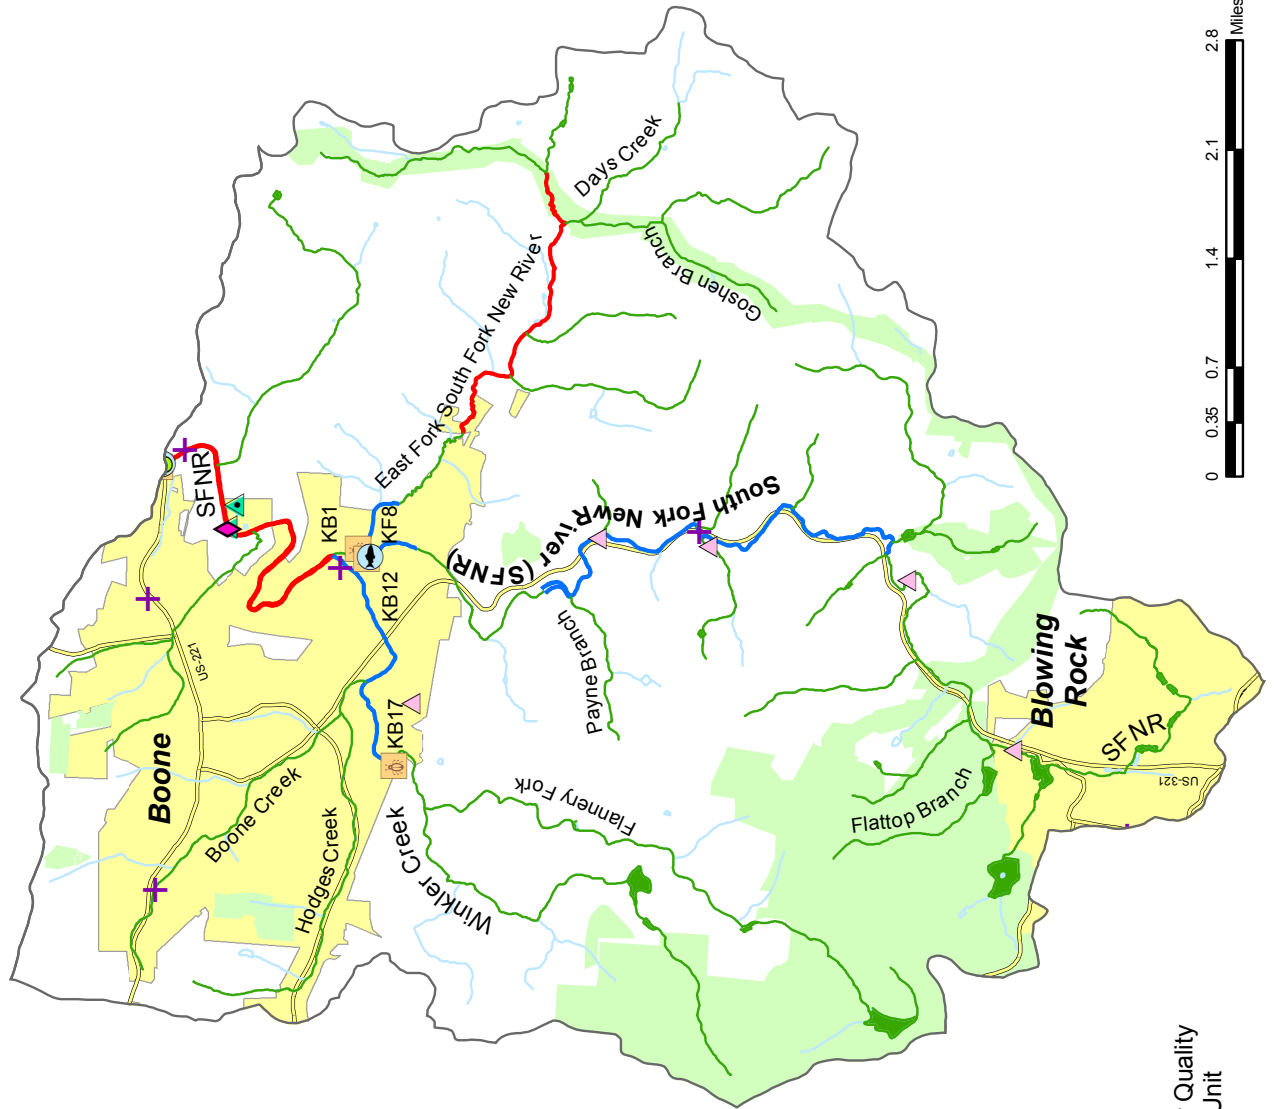 0
0.35
0.7
1.4
2.1
2.8
Miles
Days Creek
Goshen Branch
East Fork South Fork New River
SFNR
KB1
KF8
KB12
South Fork New River (SFNR)
US-221
Boone
KB17
Payne Branch
Boone Creek
Hodges Creek
Winkler Creek
Flannery Fork
Flattop Branch
Blowing
Rock
SFNR
US-321
Quality
Unit